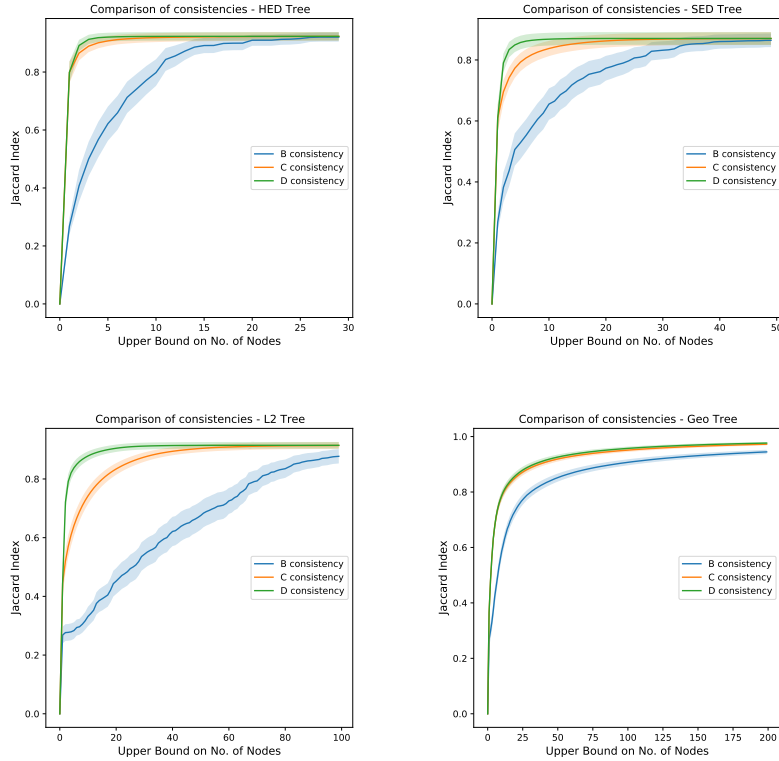 Comparison of consistencies - HED Tree
Jaccard Index
0.8
0.6
0.4
0.2
0.0
B consistency
C consistency
D consistency
0 5 10 15 20 25 30
Upper Bound on No. of Nodes
Comparison of consistencies - SED Tree
Jaccard Index
0.8
0.6
0.4
0.2
0.0
B consistency
C consistency
D consistency
0 10 20 30 40 50
Upper Bound on No. of Nodes
Comparison of consistencies - L2 Tree
Jaccard Index
0.8
0.6
0.4
0.2
0.0
B consistency
C consistency
D consistency
0 20 40 60 80 100
Upper Bound on No. of Nodes
Comparison of consistencies - Geo Tree
Jaccard Index
1.0
0.8
0.6
0.4
0.2
0.0
B consistency
C consistency
D consistency
0 25 50 75 100 125 150 175 200
Upper Bound on No. of Nodes